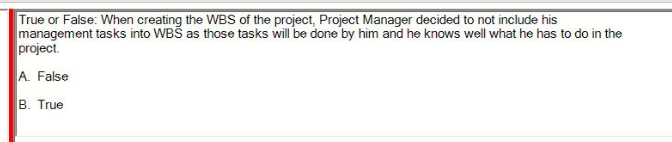 True or False: When creating the WBS of the project, Project Manager decided to not include his
management tasks into WBS as those tasks will be done by him and he knows well what he has to do in the
project.
A. False
B. True